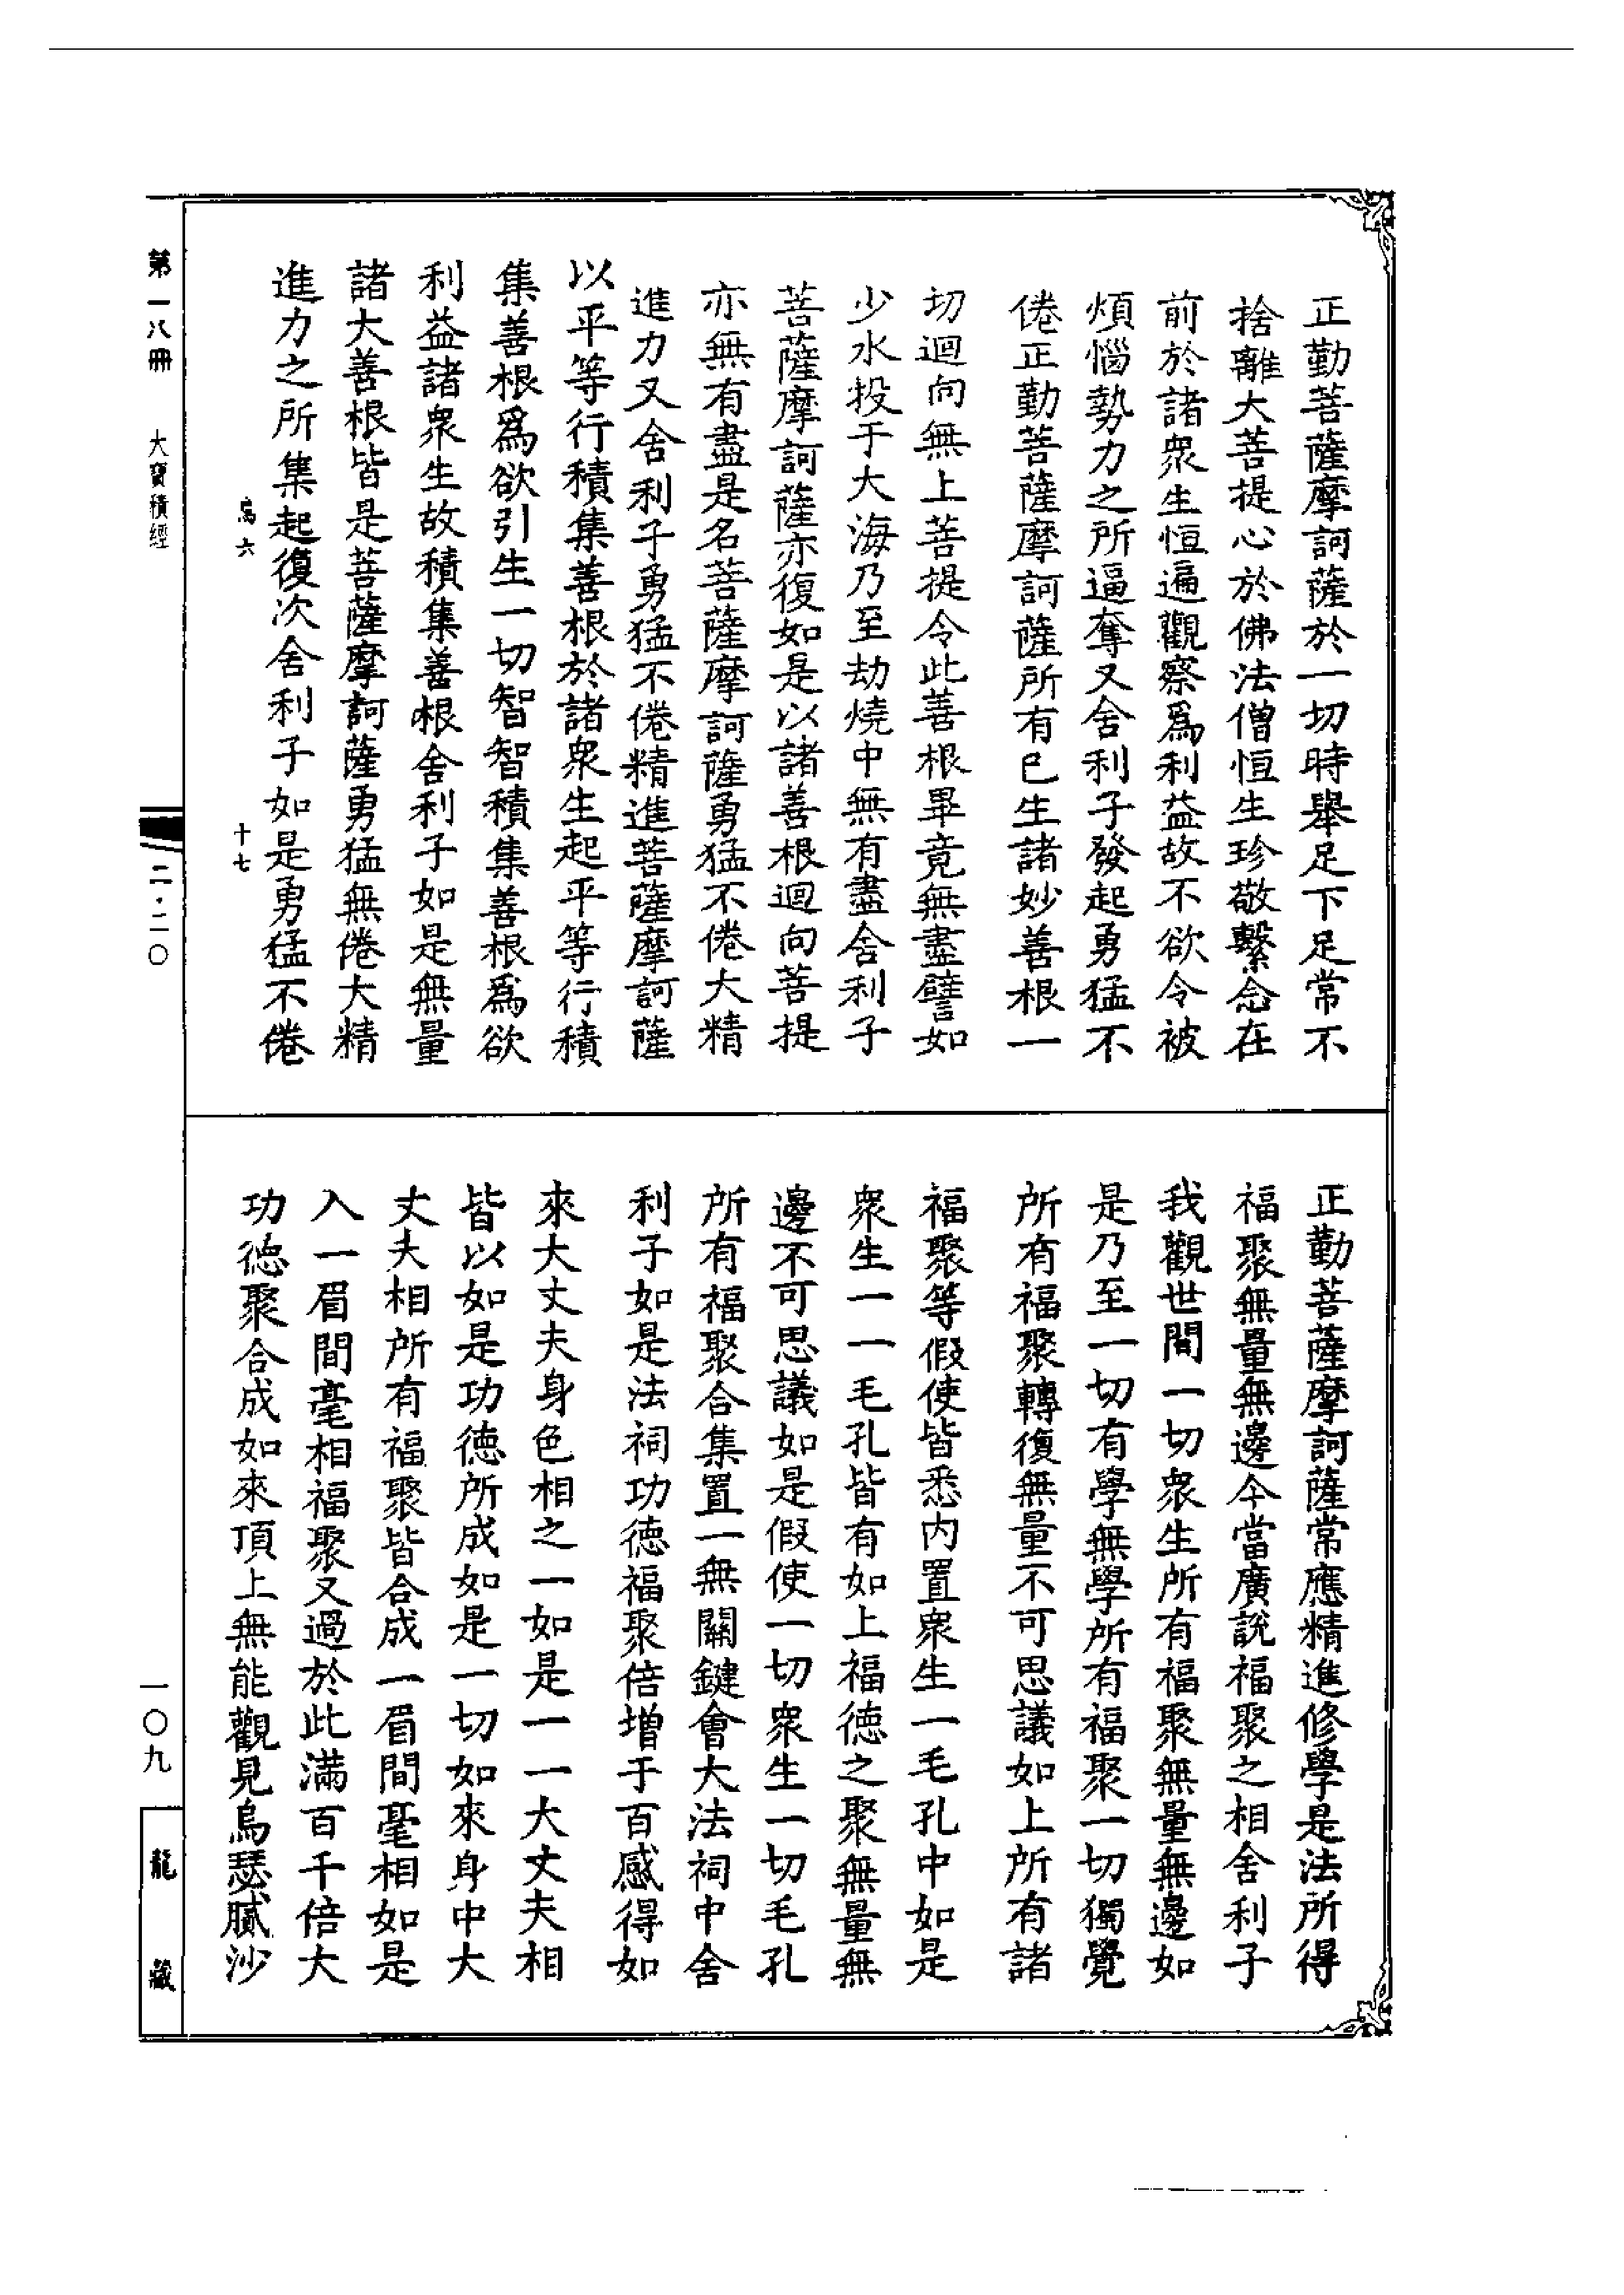 正勤菩薩摩訶薩於一切時舉足下足常不
捨離大菩提心於佛法僧恒生珍敬繫念在
前於諸衆生恒遍觀察爲利益故不欲令被
煩惱勢力之所逼奪又舍利子發起勇猛不
倦正勤菩薩摩訶薩所有已生諸妙善根一
切迴向無上菩提令此善根畢竟無盡譬如
少水投于大海乃至劫燒中無有盡舍利子
菩薩摩訶薩亦復如是以諸善根迴向菩提
亦無有盡是名菩薩摩訶薩勇猛不倦大精
進力又舍利子勇猛不倦精進菩薩摩訶薩
以平等行積集善根於諸衆生起平等行積
集善根爲欲引生一切智智積集善根爲欲
利益諸衆生故積集善根舍利子如是無量
諸大善根皆是菩薩摩訶薩勇猛無倦大精
進力之所集起復次舍利子如是勇猛不倦
正勤菩薩摩訶薩常應精進修學是法所得
福聚無量無邊今當廣說福聚之相舍利子
我觀世間一切衆生所有福聚無量無邊如
是乃至一切有學無學所有福聚一切獨覺
所有福聚轉復無量不可思議如上所有諸
福聚等假使皆悉內置衆生一毛孔中如是
衆生一一毛孔皆有如上福德之聚無量無
邊不可思議如是假使一切衆生一切毛孔
所有福聚合集置一無關鍵會大法祠中舍
利子如是法祠功德福聚倍增于百感得如
來大丈夫身色相之一如是一一大丈夫相
皆以如是功德所成如是一切如來身中大
丈夫相所有福聚皆合成一眉間毫相如是
入一眉間毫相福聚又過於此滿百千倍大
功德聚合成如來頂上無能觀見烏瑟膩沙
六
十七
第一八冊 大寶積經
二·二〇
一〇九
龍藏